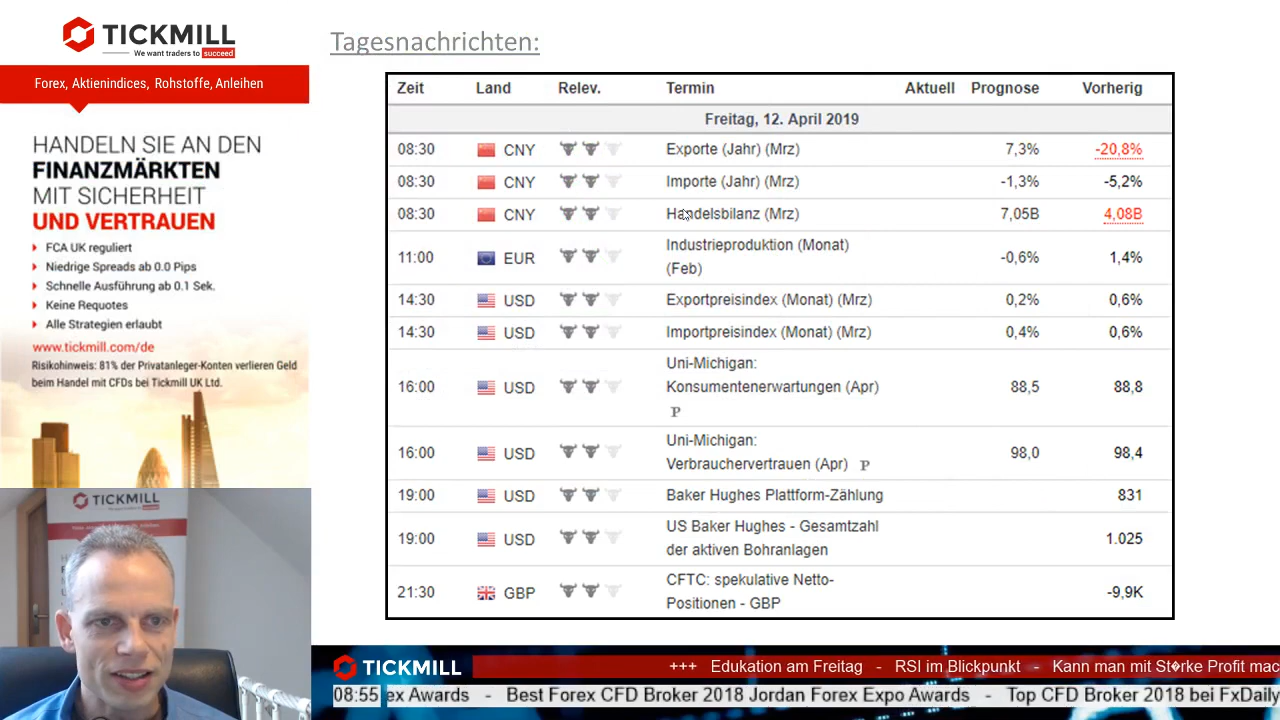 TICKMILL
We want traders to succeed
Forex, Aktienindices, Rohstoffe, Anleihen
HANDELN SIE AN DEN
FINANZMÄRKTEN
MIT SICHERHEIT
UND VERTRAUEN
FCA UK reguliert
Niedrige Spreads ab 0.0 Pips
Schnelle Ausführung ab 0.1 Sek.
Keine Requotes
Alle Strategien erlaubt
www.tickmill.com/de
Risikohinweis: 81% der Privatanleger-Konten verlieren Geld
beim Handel mit CFDs bei Tickmill UK Ltd.
TICKMILL
Tagesnachrichten:
Zeit Land Relev. Termin Aktuell Prognose Vorherig
Freitag, 12. April 2019
08:30 CNY Exporte (Jahr) (Mrz) 7,3% -20,8%
08:30 CNY Importe (Jahr) (Mrz) -1,3% -5,2%
08:30 CNY Handelsbilanz (Mrz) 7,05B 4,08B
11:00 EUR Industrieproduktion (Monat)
(Feb) -0,6% 1,4%
14:30 USD Exportpreisindex (Monat) (Mrz) 0,2% 0,6%
14:30 USD Importpreisindex (Monat) (Mrz) 0,4% 0,6%
Uni-Michigan:
16:00 USD Konsumentenerwartungen (Apr) 88,5 88,8
P
Uni-Michigan:
16:00 USD Verbrauchervertrauen (Apr) P 98,0 98,4
19:00 USD Baker Hughes Plattform-Zählung 831
19:00 USD US Baker Hughes - Gesamtzahl
der aktiven Bohranlagen 1.025
21:30 GBP CFTC: spekulative Netto-
Positionen - GBP -9,9K
TICKMILL +++ Edukation am Freitag - RSI im Blickpunkt - Kann man mit St�rke Profit mac
08:55 ex Awards - Best Forex CFD Broker 2018 Jordan Forex Expo Awards - Top CFD Broker 2018 bei FxDaily